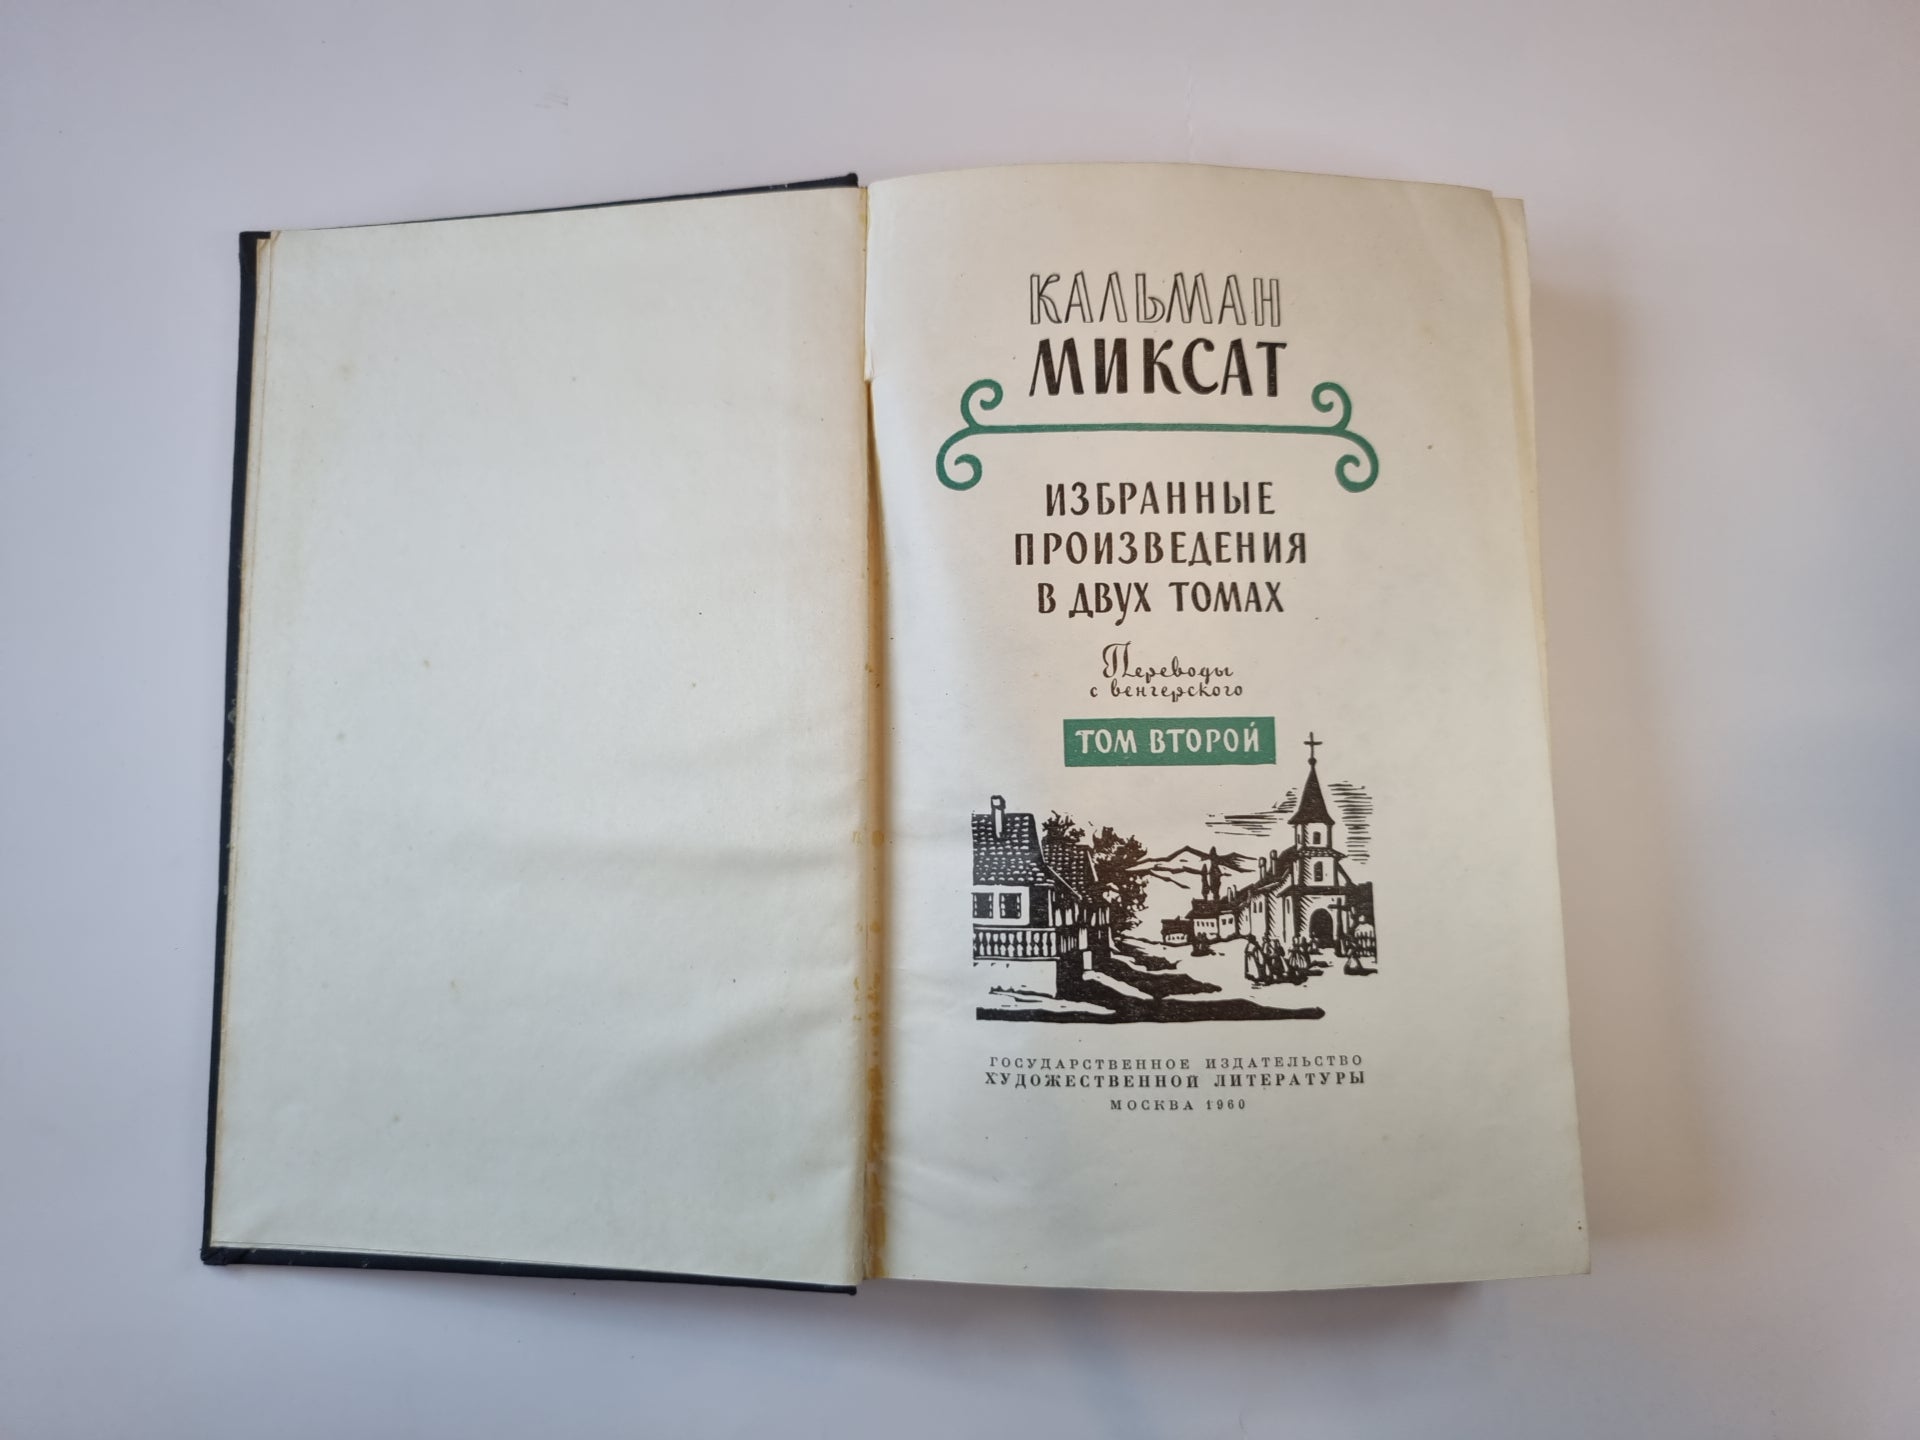 КАЛЬМАН
МИКСАТ
ИЗБРАННЫЕ
ПРОИЗВЕДЕНИЯ
В ДВУХ ТОМАХ
Переводы
с венгерского
ТОМ ВТОРОЙ
ГОСУДАРСТВЕННОЕ ИЗДАТЕЛЬСТВО
ХУДОЖЕСТВЕННОЙ ЛИТЕРАТУРЫ
МОСКВА 1960